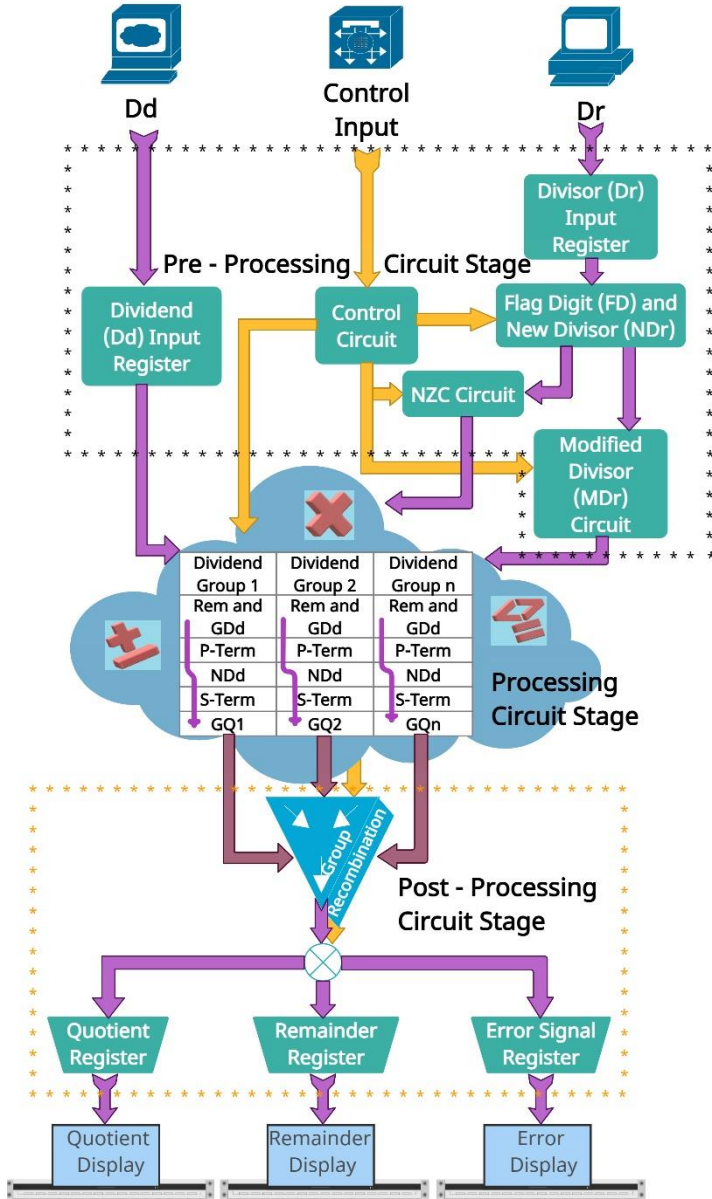 Dd
Control
Input
Dr
Divisor (Dr)
Input
Register
Pre - Processing
Circuit Stage
Dividend
(Dd) Input
Register
Control
Circuit
Flag Digit (FD) and
New Divisor (NDr)
NZC Circuit
Modified
Divisor
(MDr)
Circuit
Dividend
Group 1
Dividend
Group 2
Dividend
Group n
Rem and
GDd
Rem and
GDd
Rem and
GDd
P-Term
P-Term
P-Term
NDd
NDd
NDd
S-Term
S-Term
S-Term
GQ1
GQ2
GQn
Processing
Circuit Stage
Group
Recombination
Post - Processing
Circuit Stage
Quotient
Register
Remainder
Register
Error Signal
Register
Quotient
Display
Remainder
Display
Error
Display